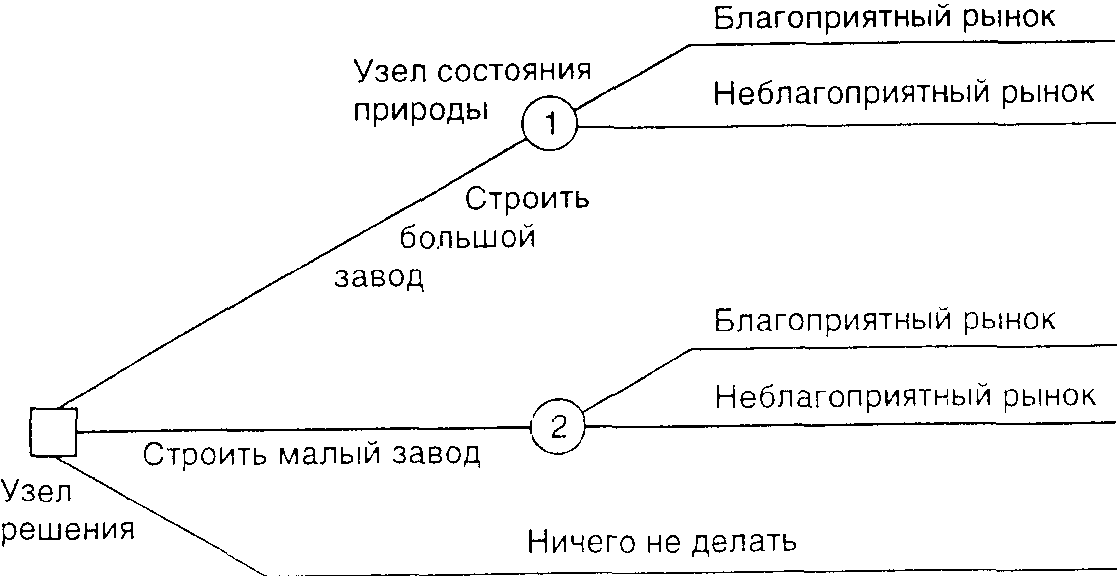 Благоприятный рынок
Узел состояния
природы
1
Неблагоприятный рынок
Строить
большой
завод
Благоприятный рынок
Неблагоприятный рынок
2
Строить малый завод
Узел
решения
Ничего не делать